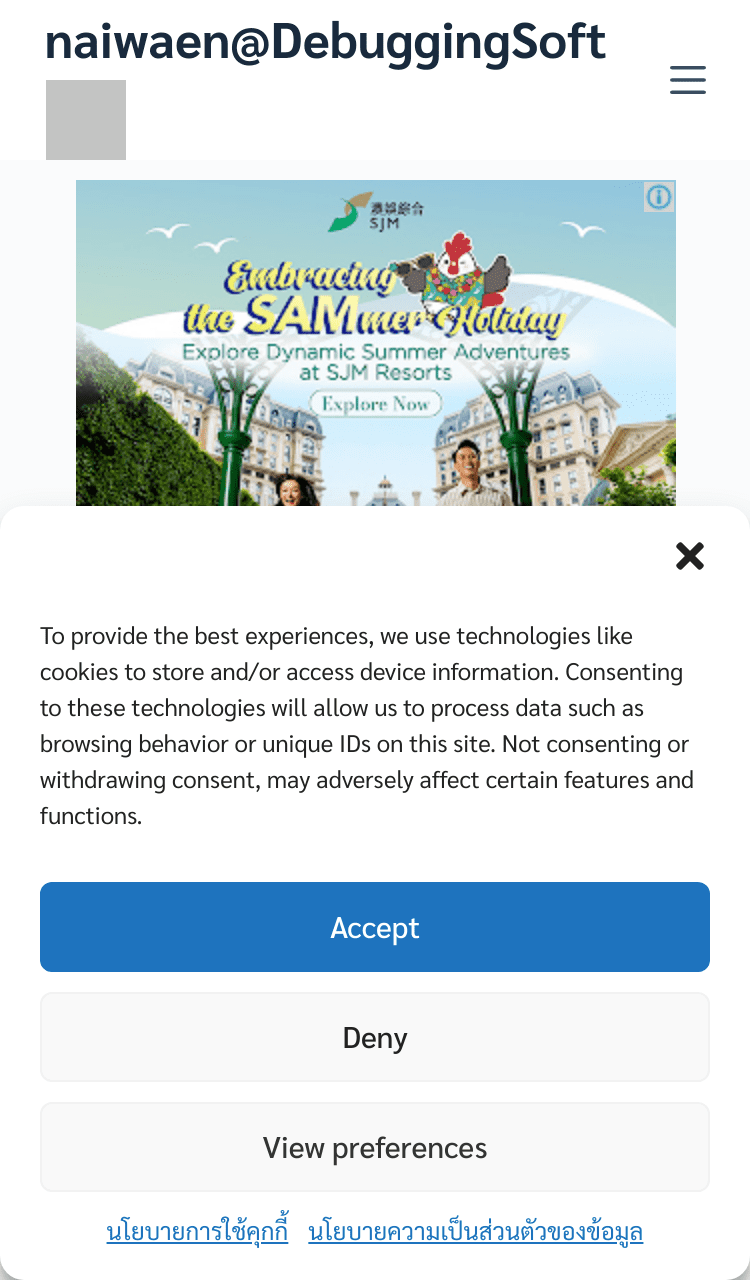 naiwaen@DebuggingSoft
澳娛綜合
SJM
Embracing
the SAMmer Holiday
Explore Dynamic Summer Adventures
at SJM Resorts
Explore Now
To provide the best experiences, we use technologies like
cookies to store and/or access device information. Consenting
to these technologies will allow us to process data such as
browsing behavior or unique IDs on this site. Not consenting or
withdrawing consent, may adversely affect certain features and
functions.
Accept
Deny
View preferences
นโยบายการใช้คุกกี้ นโยบายความเป็นส่วนตัวของข้อมูล